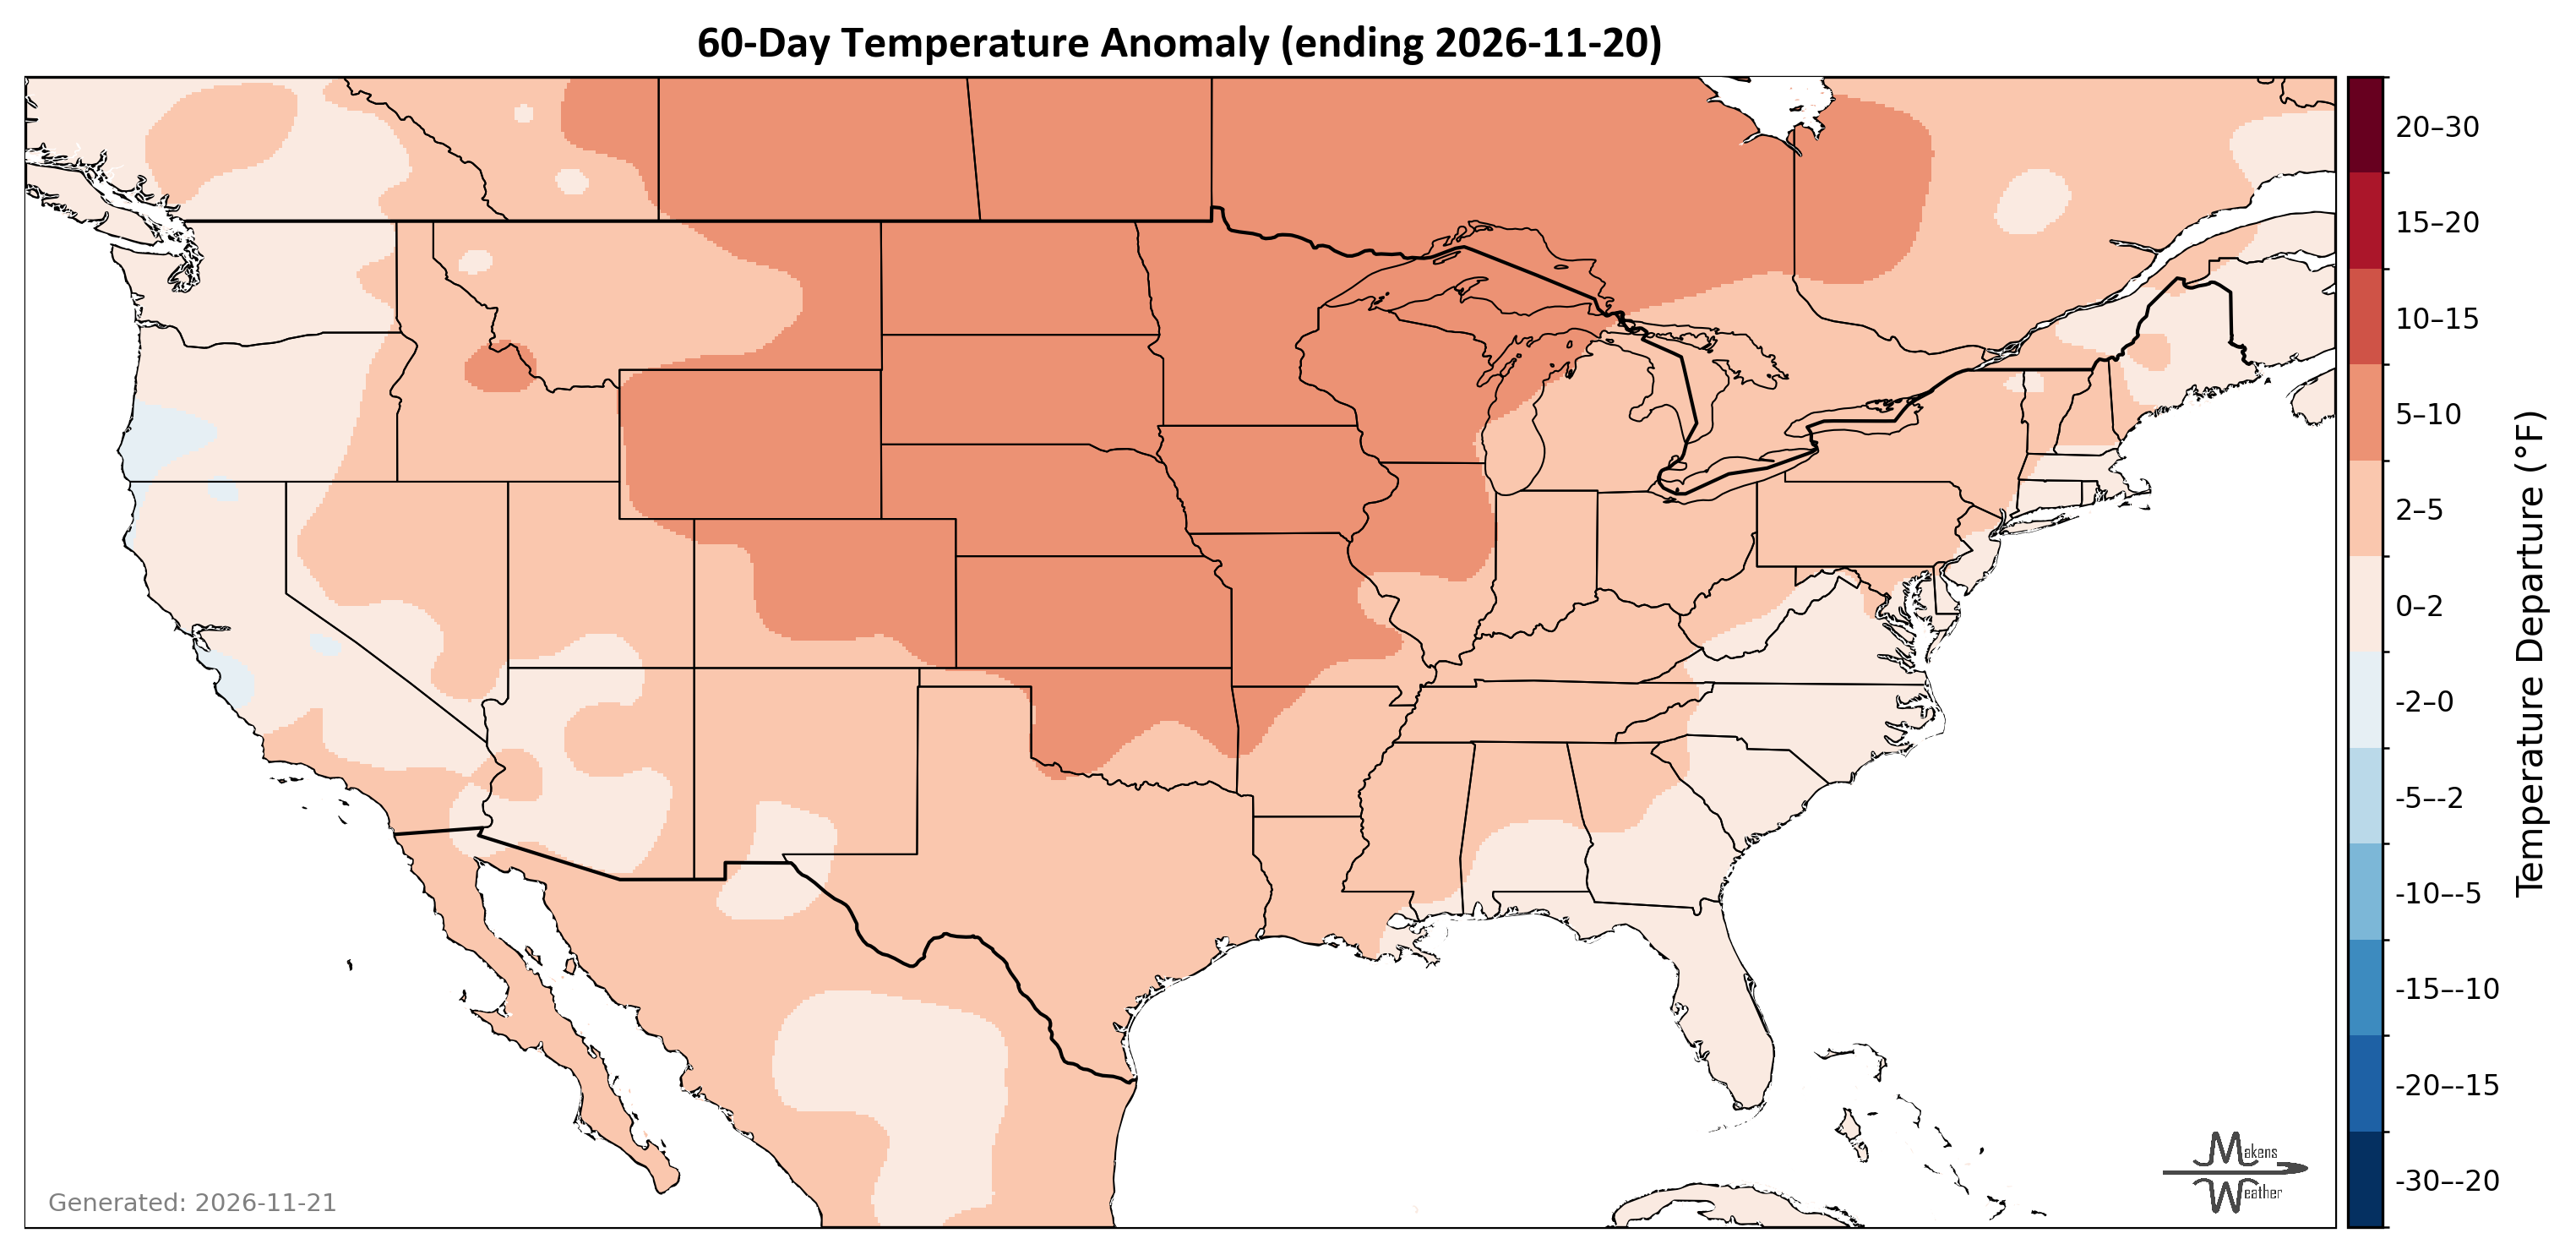 60-Day Temperature Anomaly (ending 2026-11-20)
20–30
15–20
10–15
5–10
2–5
0–2
-2–0
-5–-2
-10–-5
-15–-10
-20–-15
-30–-20
Temperature Departure (°F)
Generated: 2026-11-21
Makens
Weather